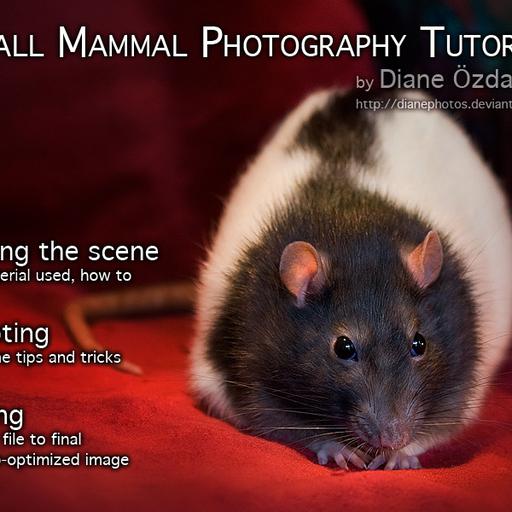 ALL MAMMAL PHOTOGRAPHY TUTOR
by Diane Özda
http://dianephotos.deviant
ng the scene
erial used, how to
ting
e tips and tricks
ng
file to final
-optimized image